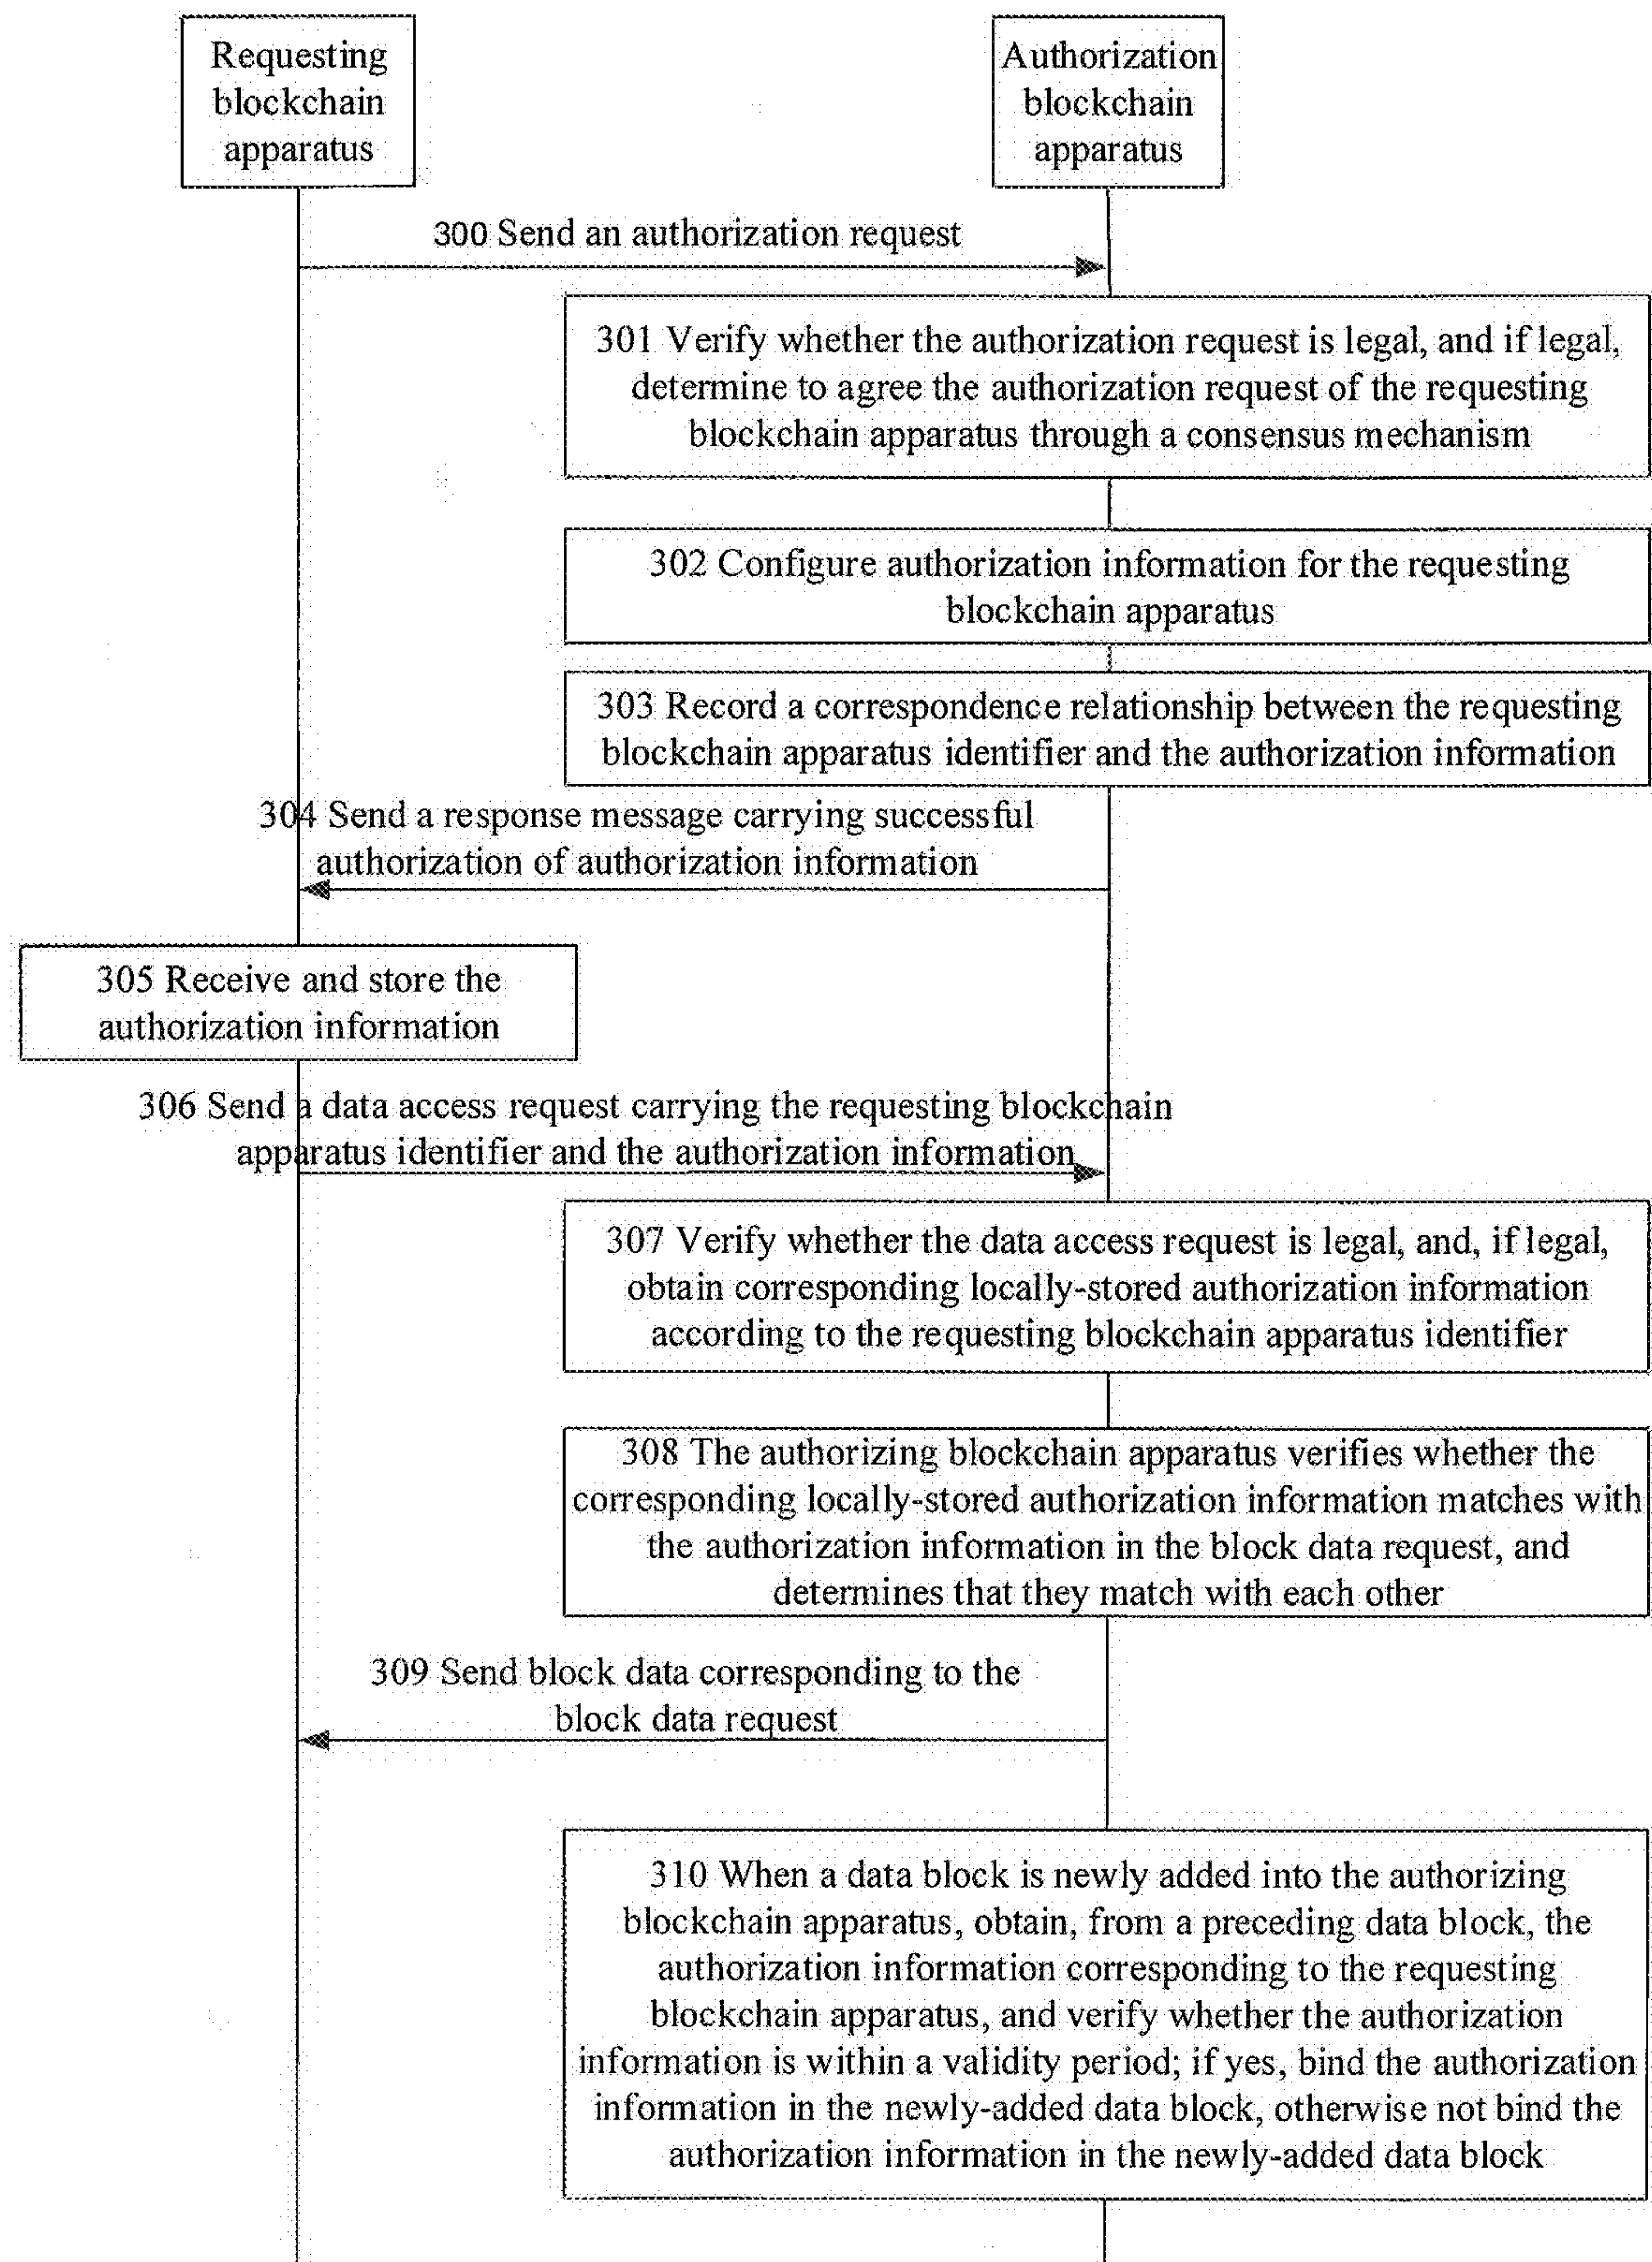 Requesting
blockchain
apparatus
Authorization
blockchain
apparatus
300 Send an authorization request
301 Verify whether the authorization request is legal, and if legal,
determine to agree the authorization request of the requesting
blockchain apparatus through a consensus mechanism
302 Configure authorization information for the requesting
blockchain apparatus
303 Record a correspondence relationship between the requesting
blockchain apparatus identifier and the authorization information
304 Send a response message carrying successful
authorization of authorization information
305 Receive and store the
authorization information
306 Send a data access request carrying the requesting blockchain
apparatus identifier and the authorization information
307 Verify whether the data access request is legal, and, if legal,
obtain corresponding locally-stored authorization information
according to the requesting blockchain apparatus identifier
308 The authorizing blockchain apparatus verifies whether the
corresponding locally-stored authorization information matches with
the authorization information in the block data request, and
determines that they match with each other
309 Send block data corresponding to the
block data request
310 When a data block is newly added into the authorizing
blockchain apparatus, obtain, from a preceding data block, the
authorization information corresponding to the requesting
blockchain apparatus, and verify whether the authorization
information is within a validity period; if yes, bind the authorization
information in the newly-added data block, otherwise not bind the
authorization information in the newly-added data block